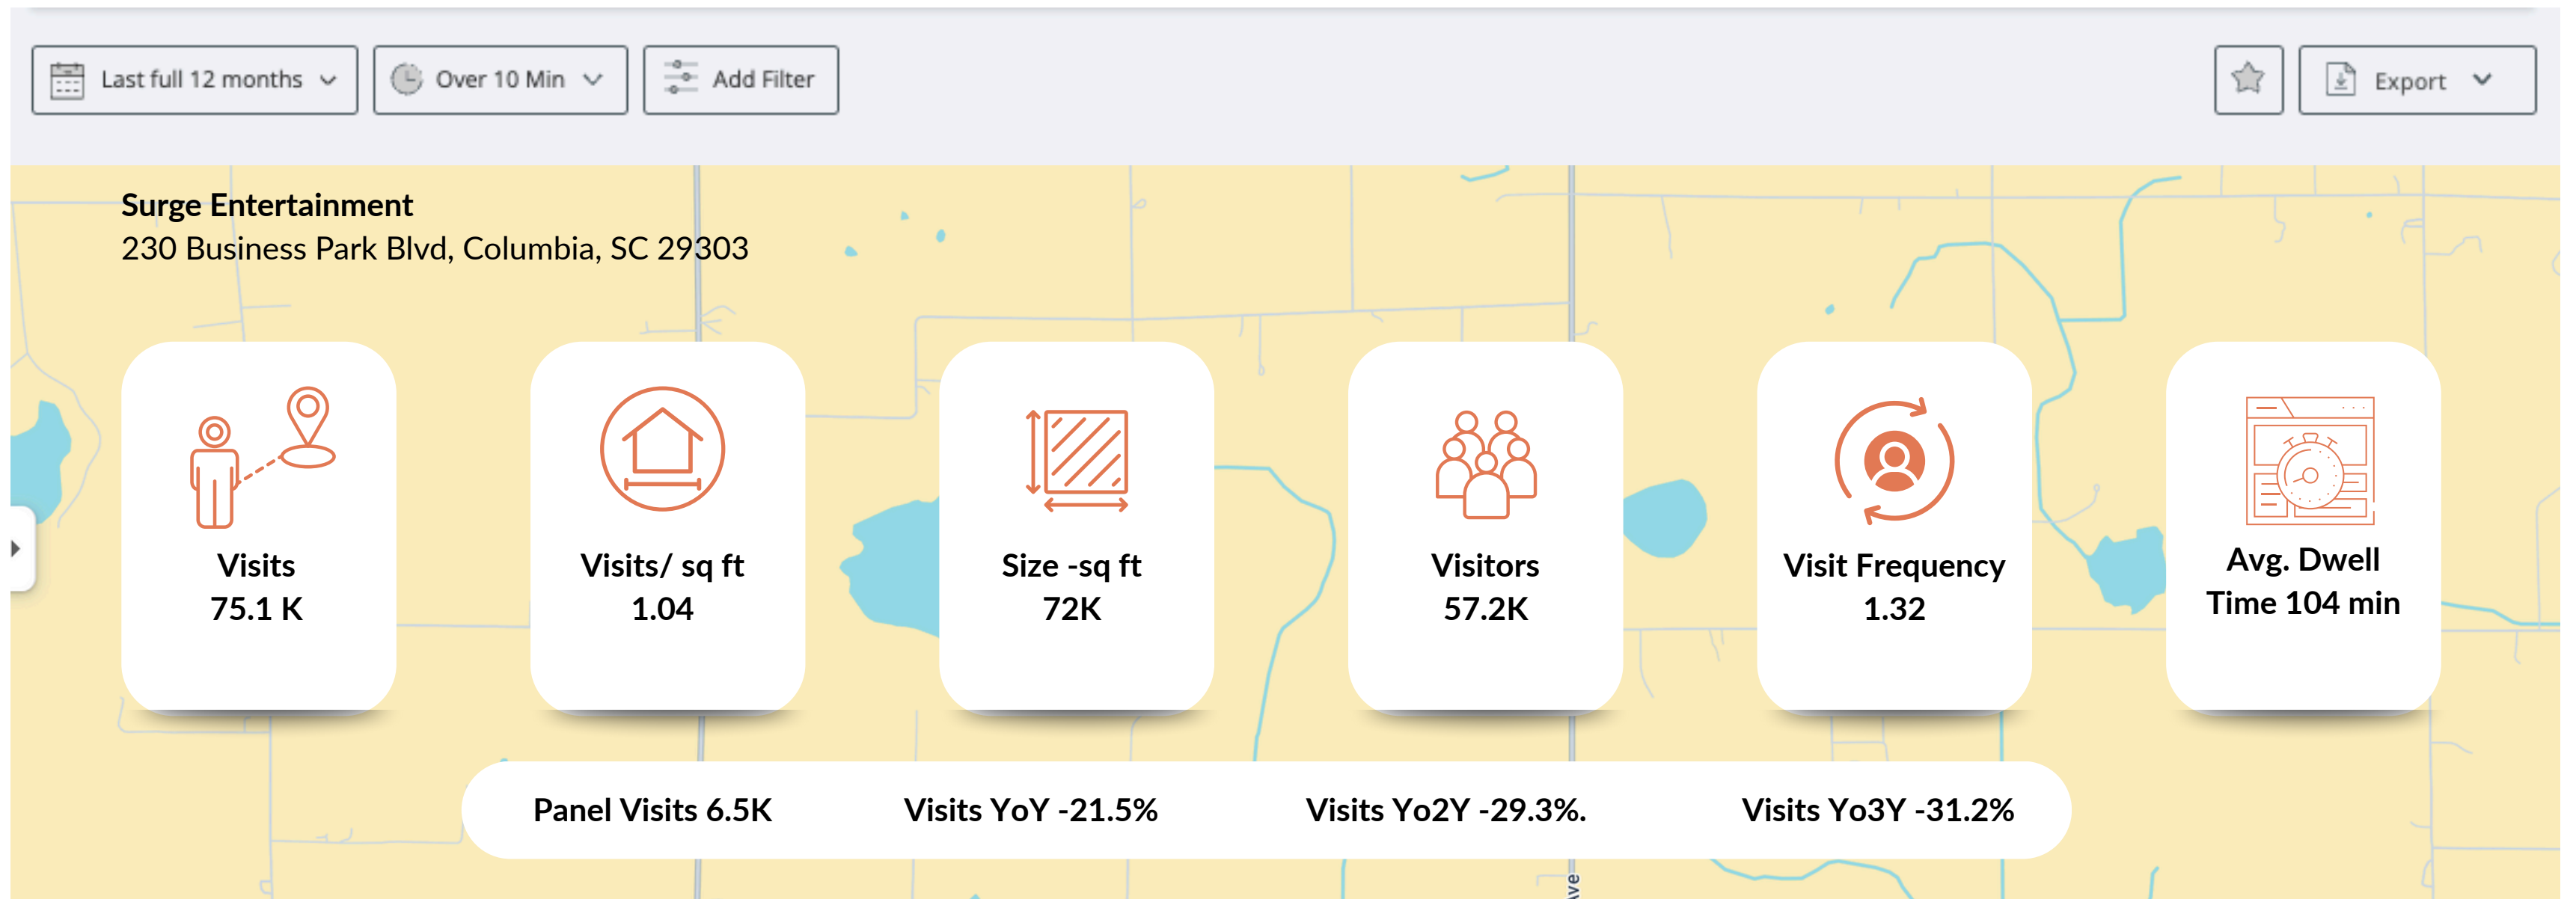 Last full 12 months
Over 10 Min
Add Filter
Export
Surge Entertainment
230 Business Park Blvd, Columbia, SC 29303
Visits
75.1 K
Visits/ sq ft
1.04
Size -sq ft
72K
Visitors
57.2K
Visit Frequency
1.32
Avg. Dwell
Time 104 min
Panel Visits 6.5K
Visits YoY -21.5%
Visits Yo2Y -29.3%.
Visits Yo3Y -31.2%
Ave